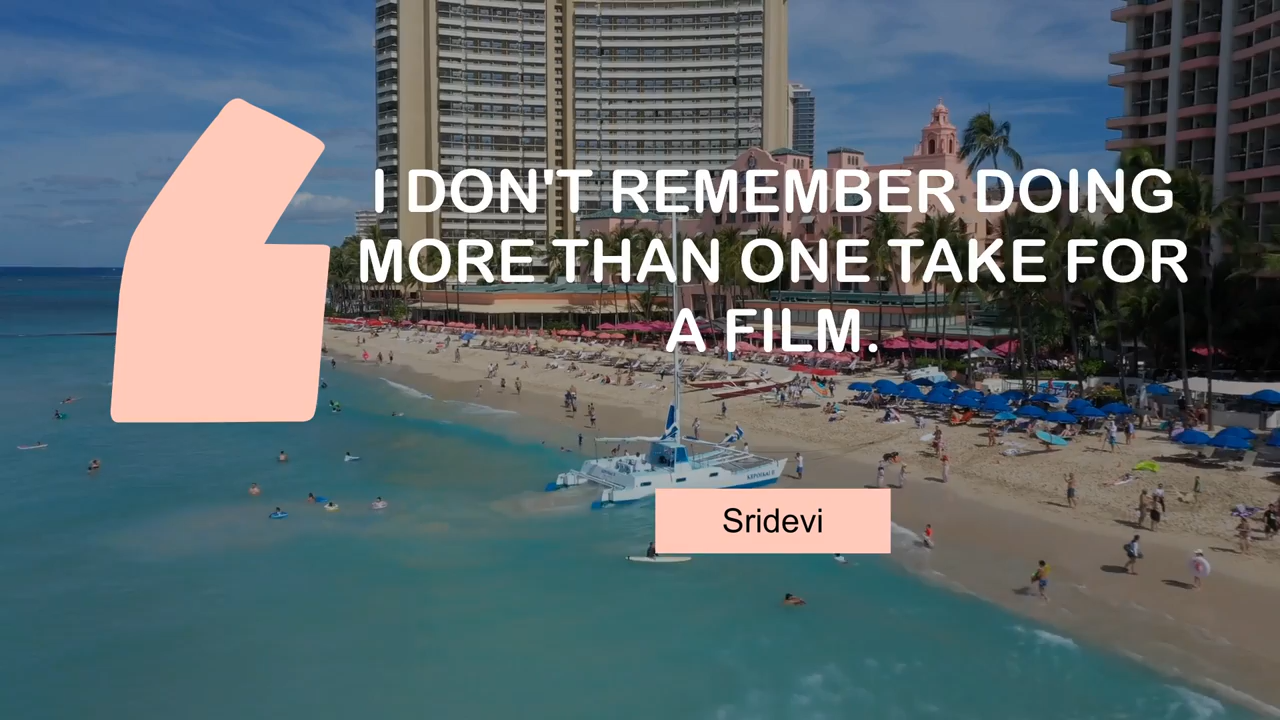 I DON'T REMEMBER DOING
MORE THAN ONE TAKE FOR
A FILM.
Sridevi